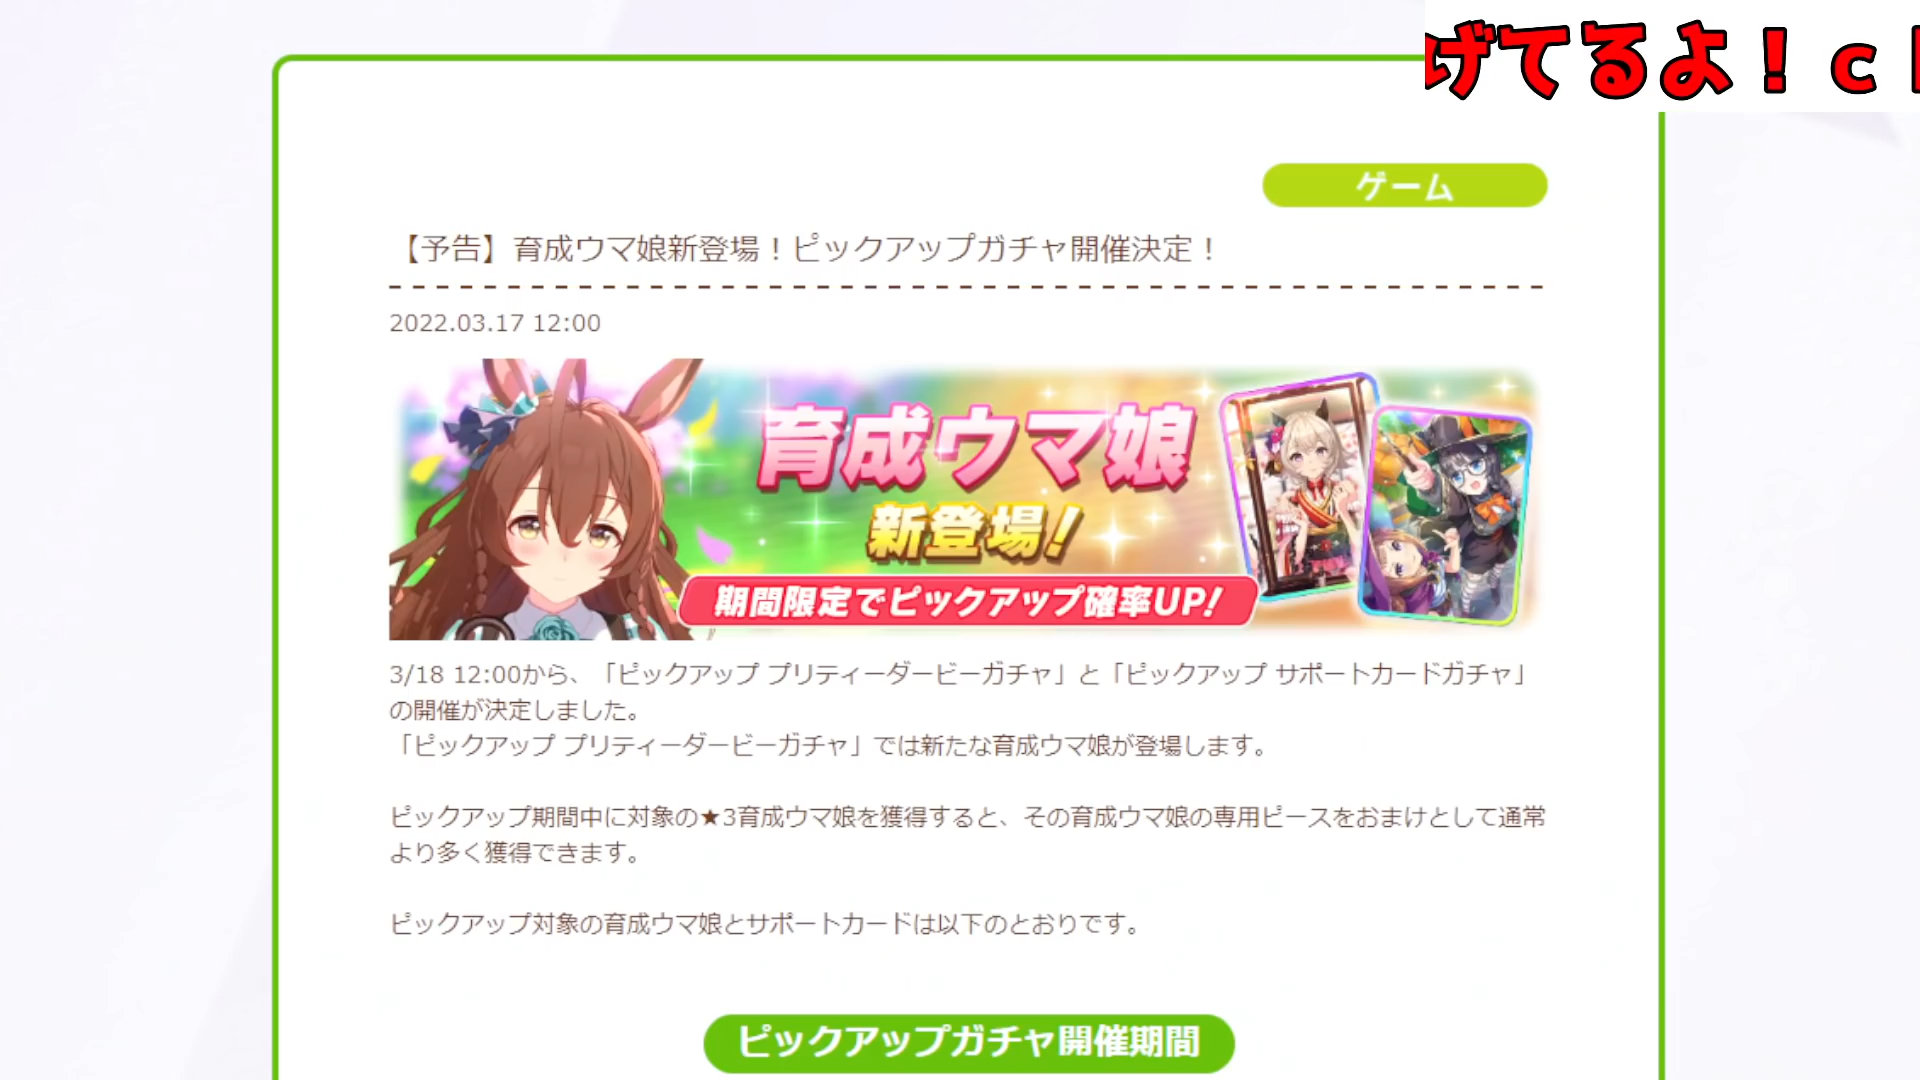 げてるよ！ｃ
ゲーム
【予告】育成ウマ娘新登場！ピックアップガチャ開催決定！
2022.03.17 12:00
育成ウマ娘
新登場！
期間限定でピックアップ確率UP!
3/18 12:00から、「ピックアップ プリティーダービーガチャ」と「ピックアップ サポートカードガチャ」
の開催が決定しました。
「ピックアップ プリティーダービーガチャ」では新たな育成ウマ娘が登場します。
ピックアップ期間中に対象の★3育成ウマ娘を獲得すると、その育成ウマ娘の専用ピースをおまけとして通常
より多く獲得できます。
ピックアップ対象の育成ウマ娘とサポートカードは以下のとおりです。
ピックアップガチャ開催期間